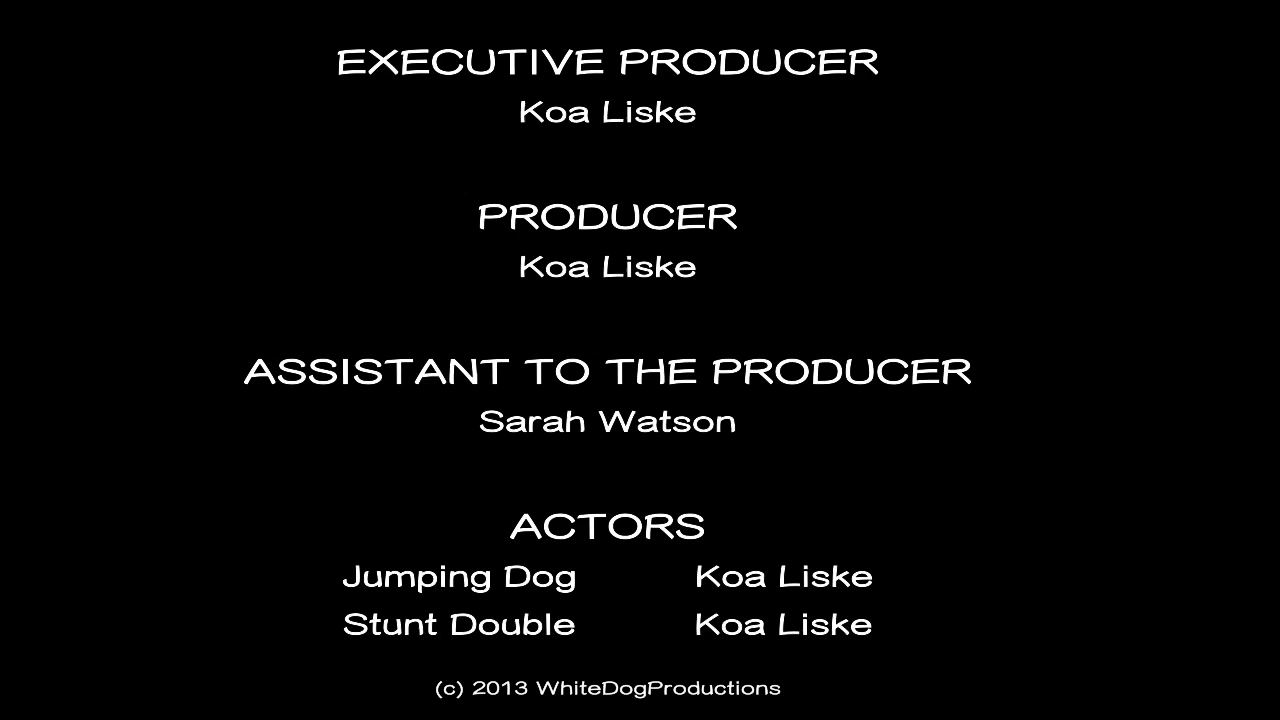 EXECUTIVE PRODUCER
Koa Liske
PRODUCER
Koa Liske
ASSISTANT TO THE PRODUCER
Sarah Watson
ACTORS
Jumping Dog Koa Liske
Stunt Double Koa Liske
(c) 2013 WhiteDogProductions